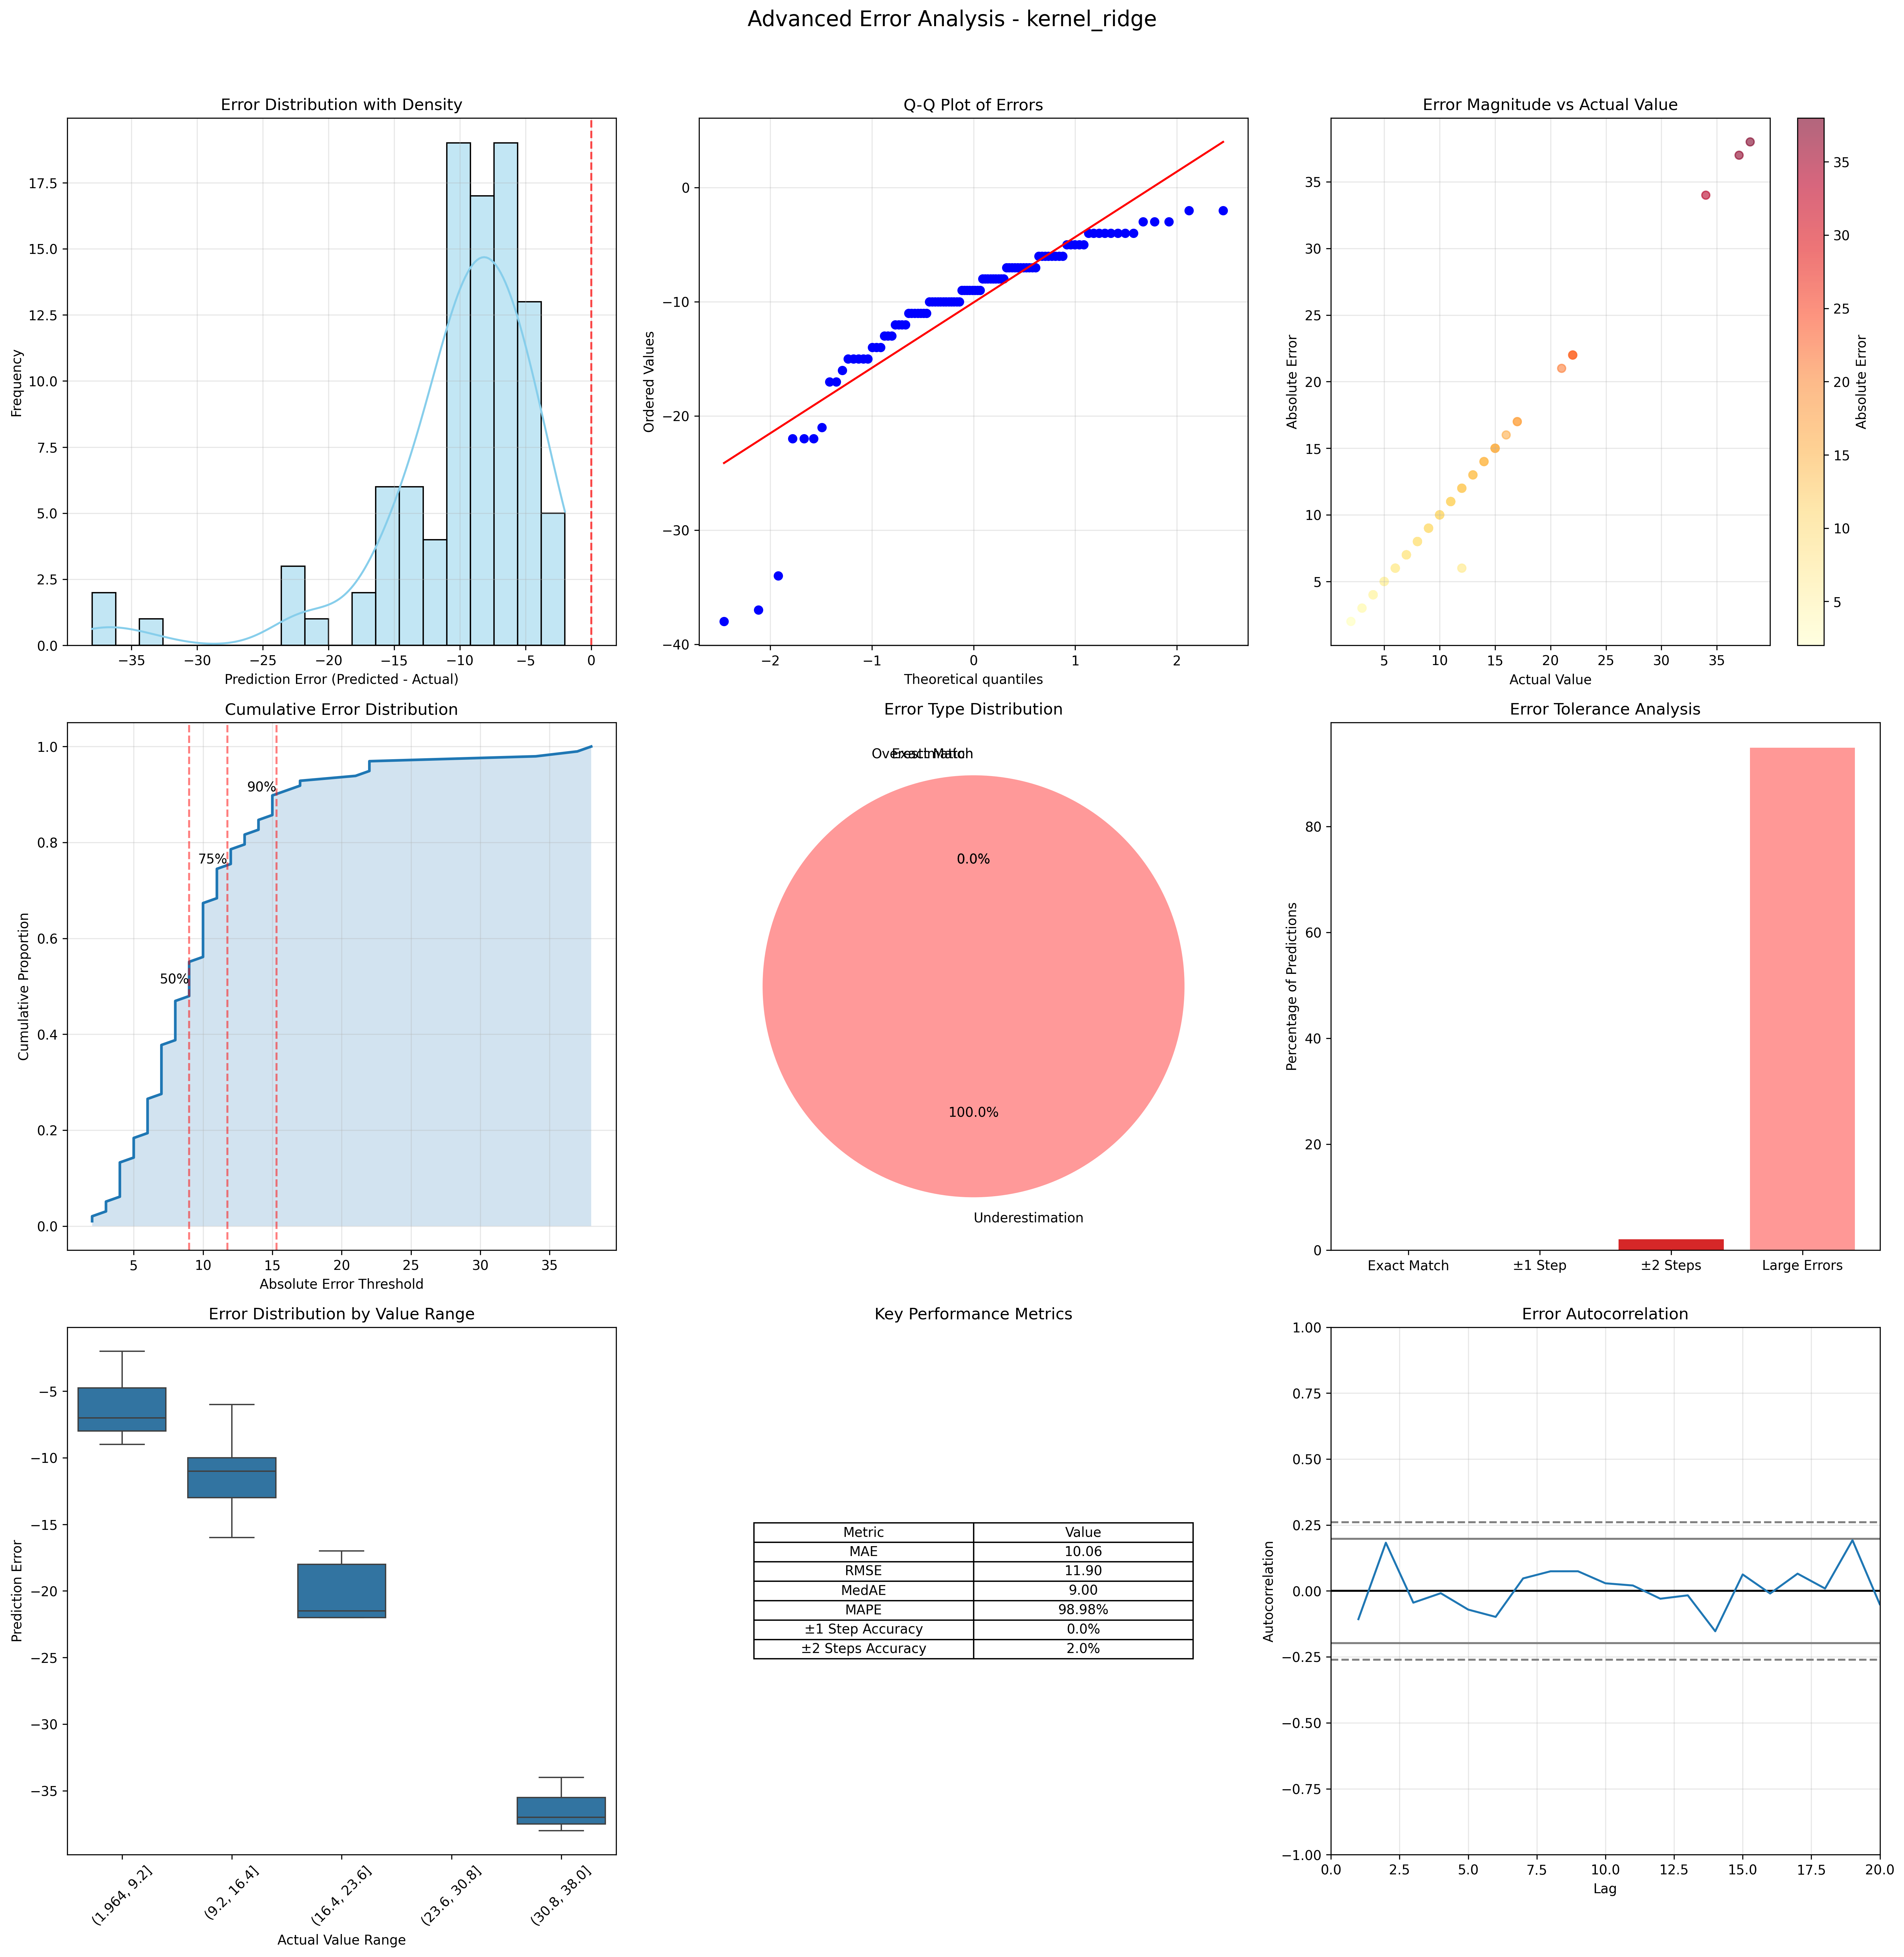 Advanced Error Analysis - kernel_ridge
Error Distribution with Density
Frequency
17.5
15.0
12.5
10.0
7.5
5.0
2.5
0.0
−35
−30
−25
−20
−15
−10
−5
0
Prediction Error (Predicted - Actual)
Q-Q Plot of Errors
Ordered Values
0
−10
−20
−30
−40
−2
−1
0
1
2
Theoretical quantiles
Error Magnitude vs Actual Value
Absolute Error
35
30
25
20
15
10
5
5
10
15
20
25
30
35
Actual Value
35
30
25
20
15
10
5
Absolute Error
Cumulative Error Distribution
Cumulative Proportion
1.0
0.8
0.6
0.4
0.2
0.0
90%
75%
50%
5
10
15
20
25
30
35
Absolute Error Threshold
Error Type Distribution
Overestimation
Exact Match
0.0%
100.0%
Underestimation
Error Tolerance Analysis
Percentage of Predictions
80
60
40
20
0
Exact Match
±1 Step
±2 Steps
Large Errors
Error Distribution by Value Range
Prediction Error
−5
−10
−15
−20
−25
−30
−35
(1.964, 9.2]
(9.2, 16.4]
(16.4, 23.6]
(23.6, 30.8]
(30.8, 38.0]
Actual Value Range
Key Performance Metrics
Metric Value
MAE 10.06
RMSE 11.90
MedAE 9.00
MAPE 98.98%
±1 Step Accuracy 0.0%
±2 Steps Accuracy 2.0%
Error Autocorrelation
Autocorrelation
1.00
0.75
0.50
0.25
0.00
−0.25
−0.50
−0.75
−1.00
0.0
2.5
5.0
7.5
10.0
12.5
15.0
17.5
20.0
Lag